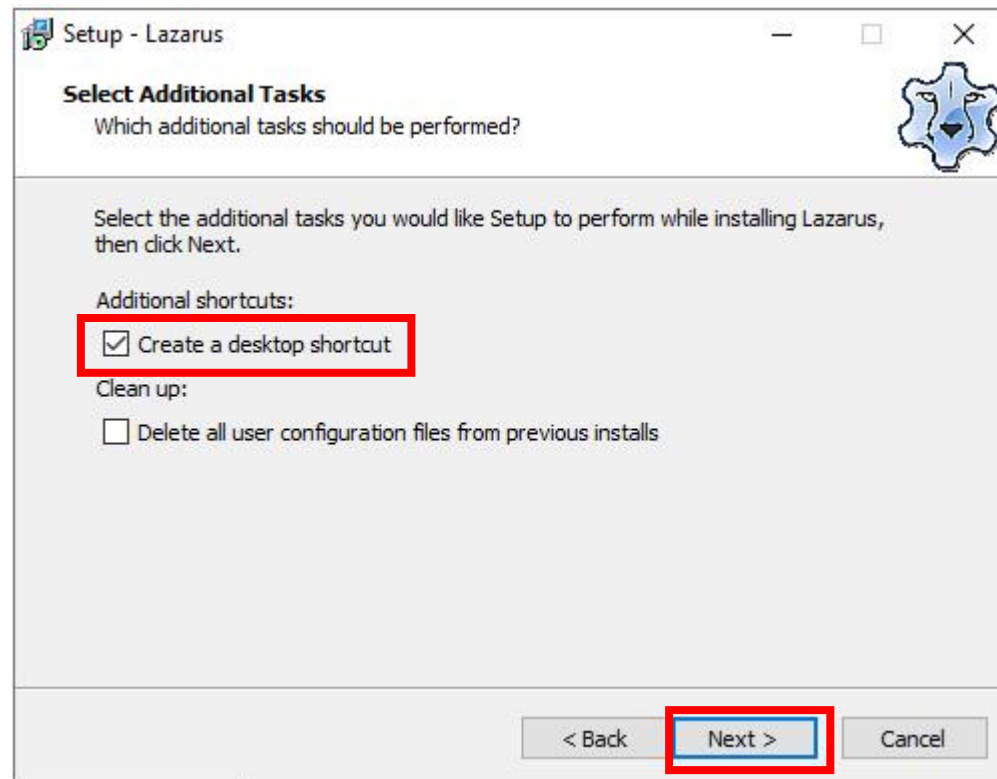 Setup - Lazarus
Select Additional Tasks
Which additional tasks should be performed?
Select the additional tasks you would like Setup to perform while installing Lazarus,
then click Next.
Additional shortcuts:
Create a desktop shortcut
Clean up:
Delete all user configuration files from previous installs
< Back
Next >
Cancel